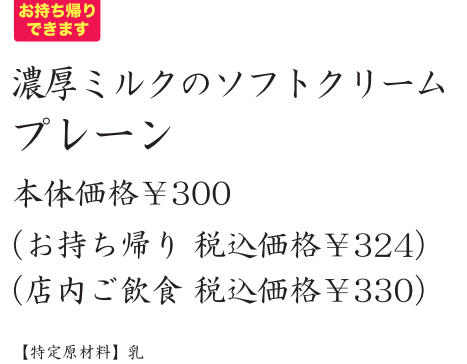 お持ち帰り
できます
濃厚ミルクのソフトクリーム
プレーン
本体価格￥300
(お持ち帰り 税込価格￥324)
(店内ご飲食 税込価格￥330)
【特定原材料】乳